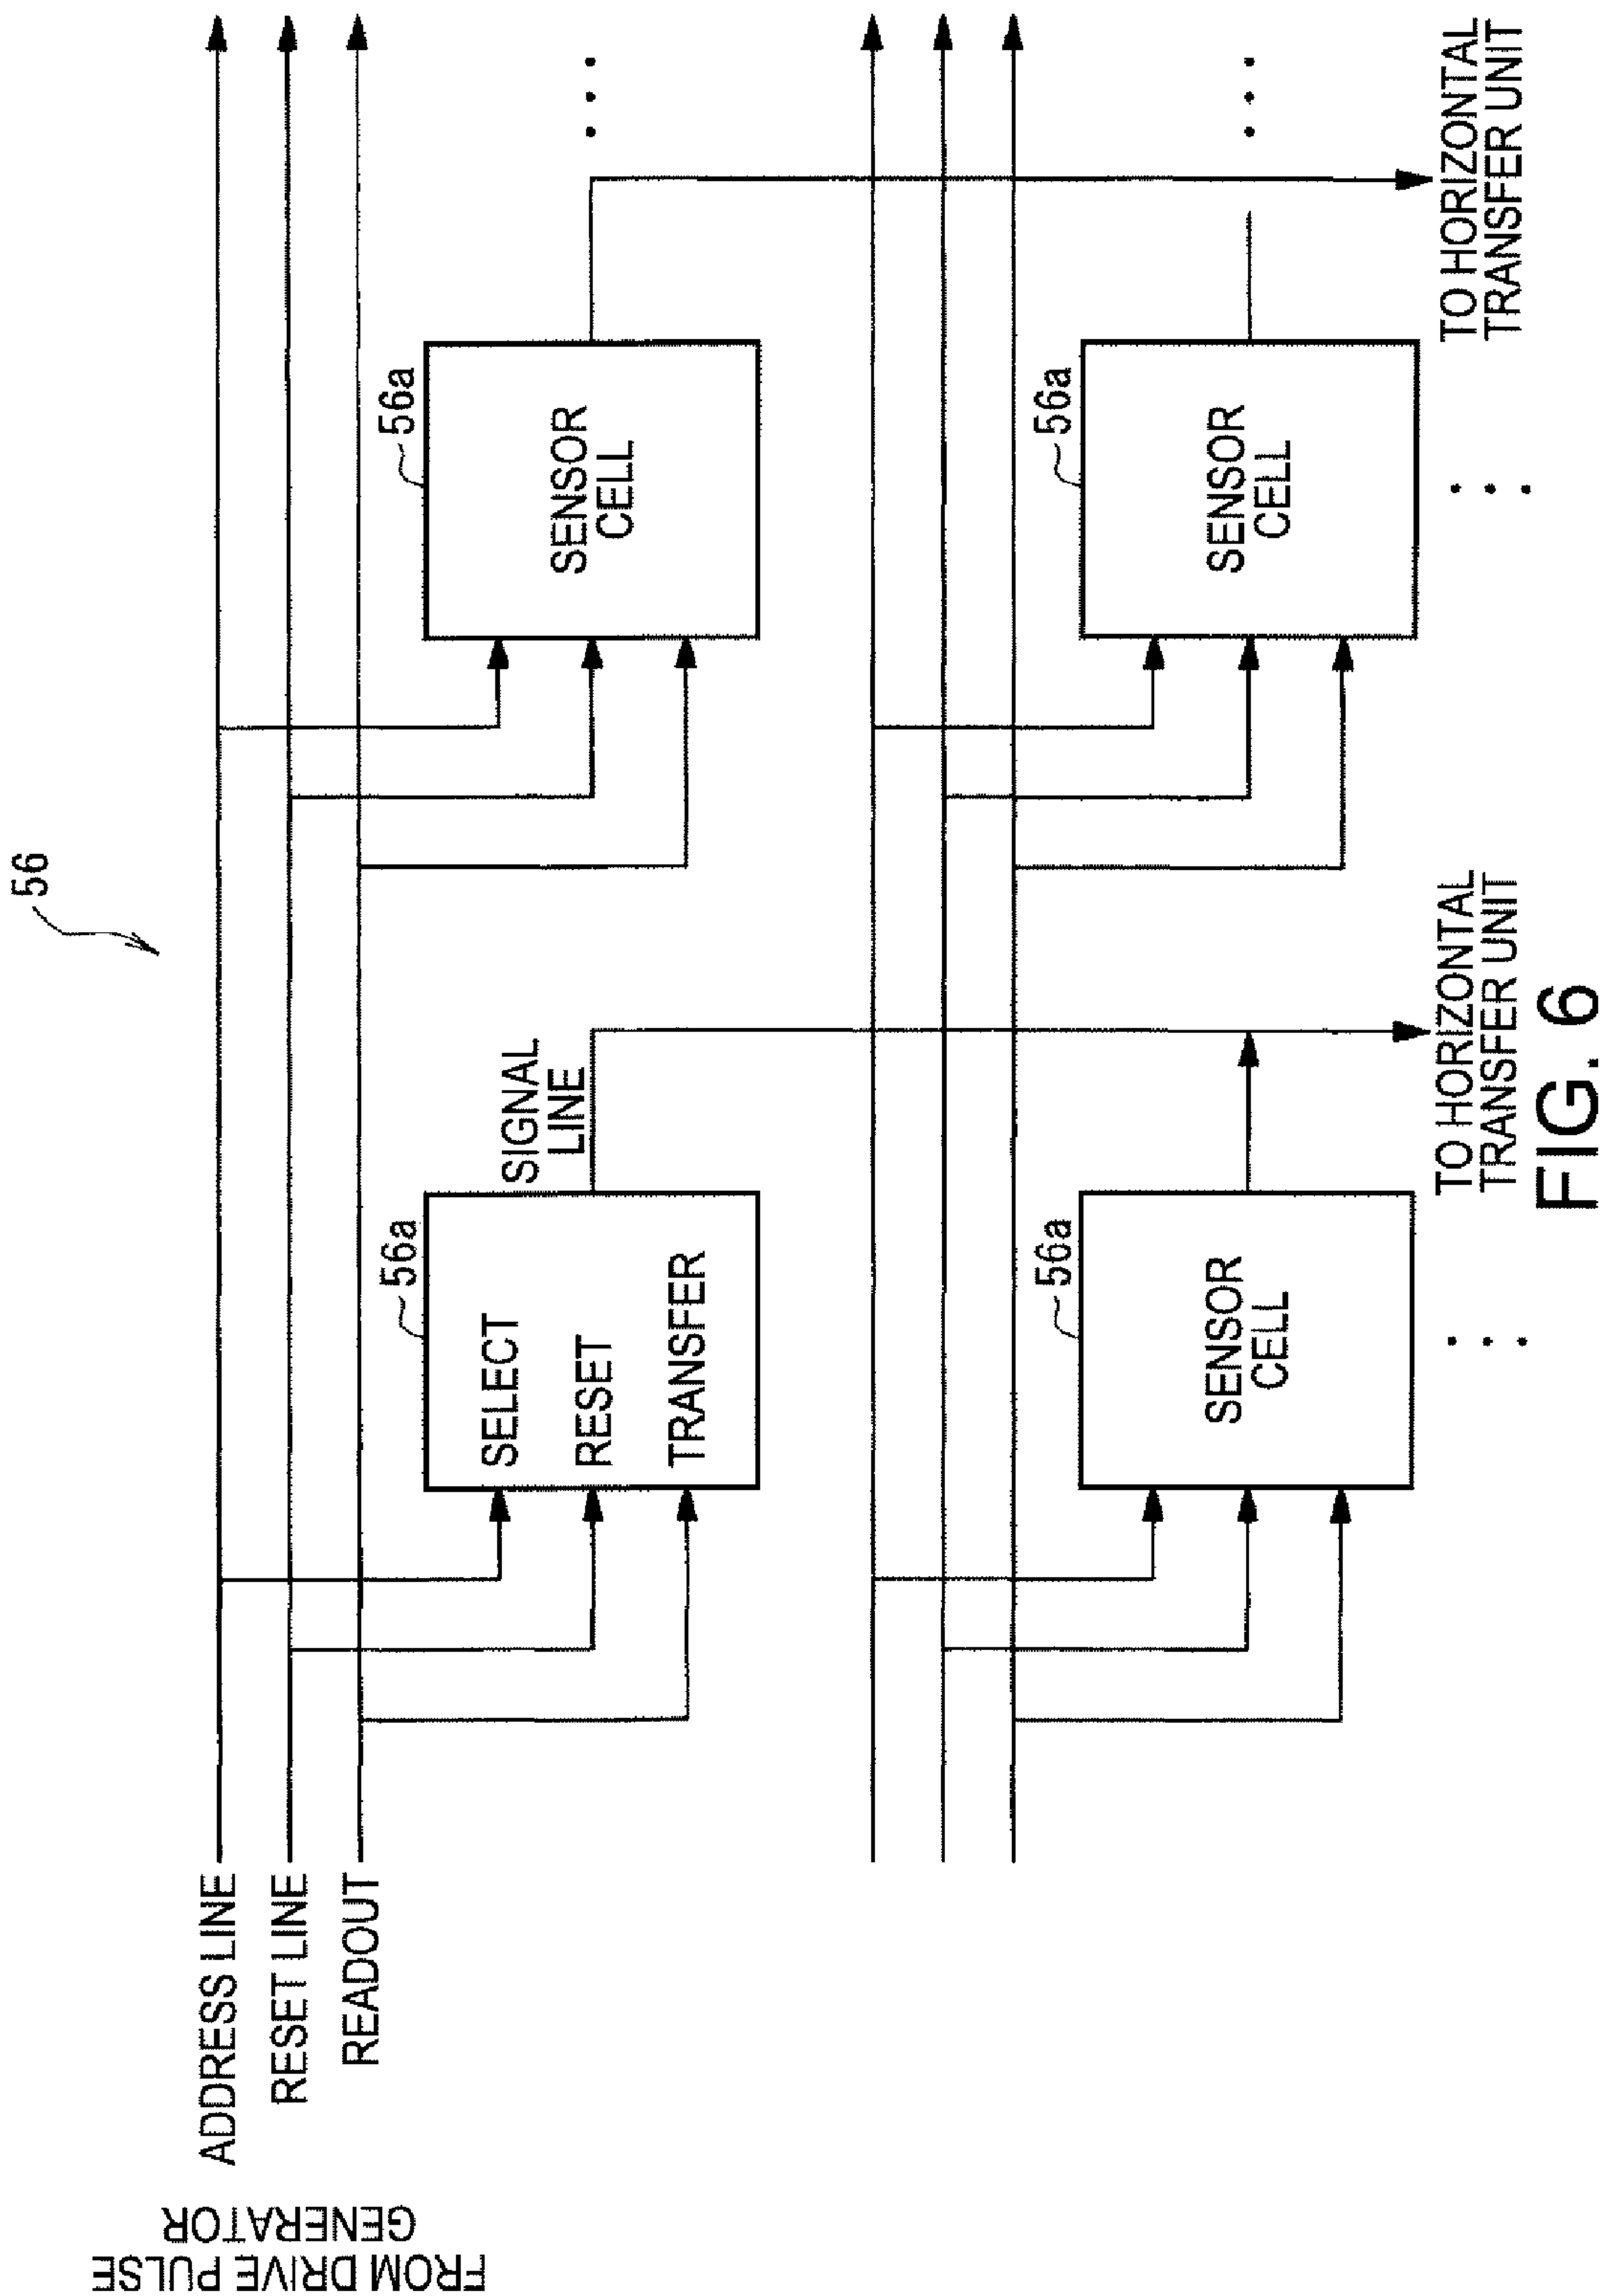 56
FROM DRIVE PULSE
GENERATOR
ADDRESS LINE
RESET LINE
READOUT
56a
SELECT
RESET
TRANSFER
SIGNAL
LINE
56a
SENSOR
CELL
56a
SENSOR
CELL
56a
SENSOR
CELL
TO HORIZONTAL
TRANSFER UNIT
TO HORIZONTAL
TRANSFER UNIT
FIG. 6